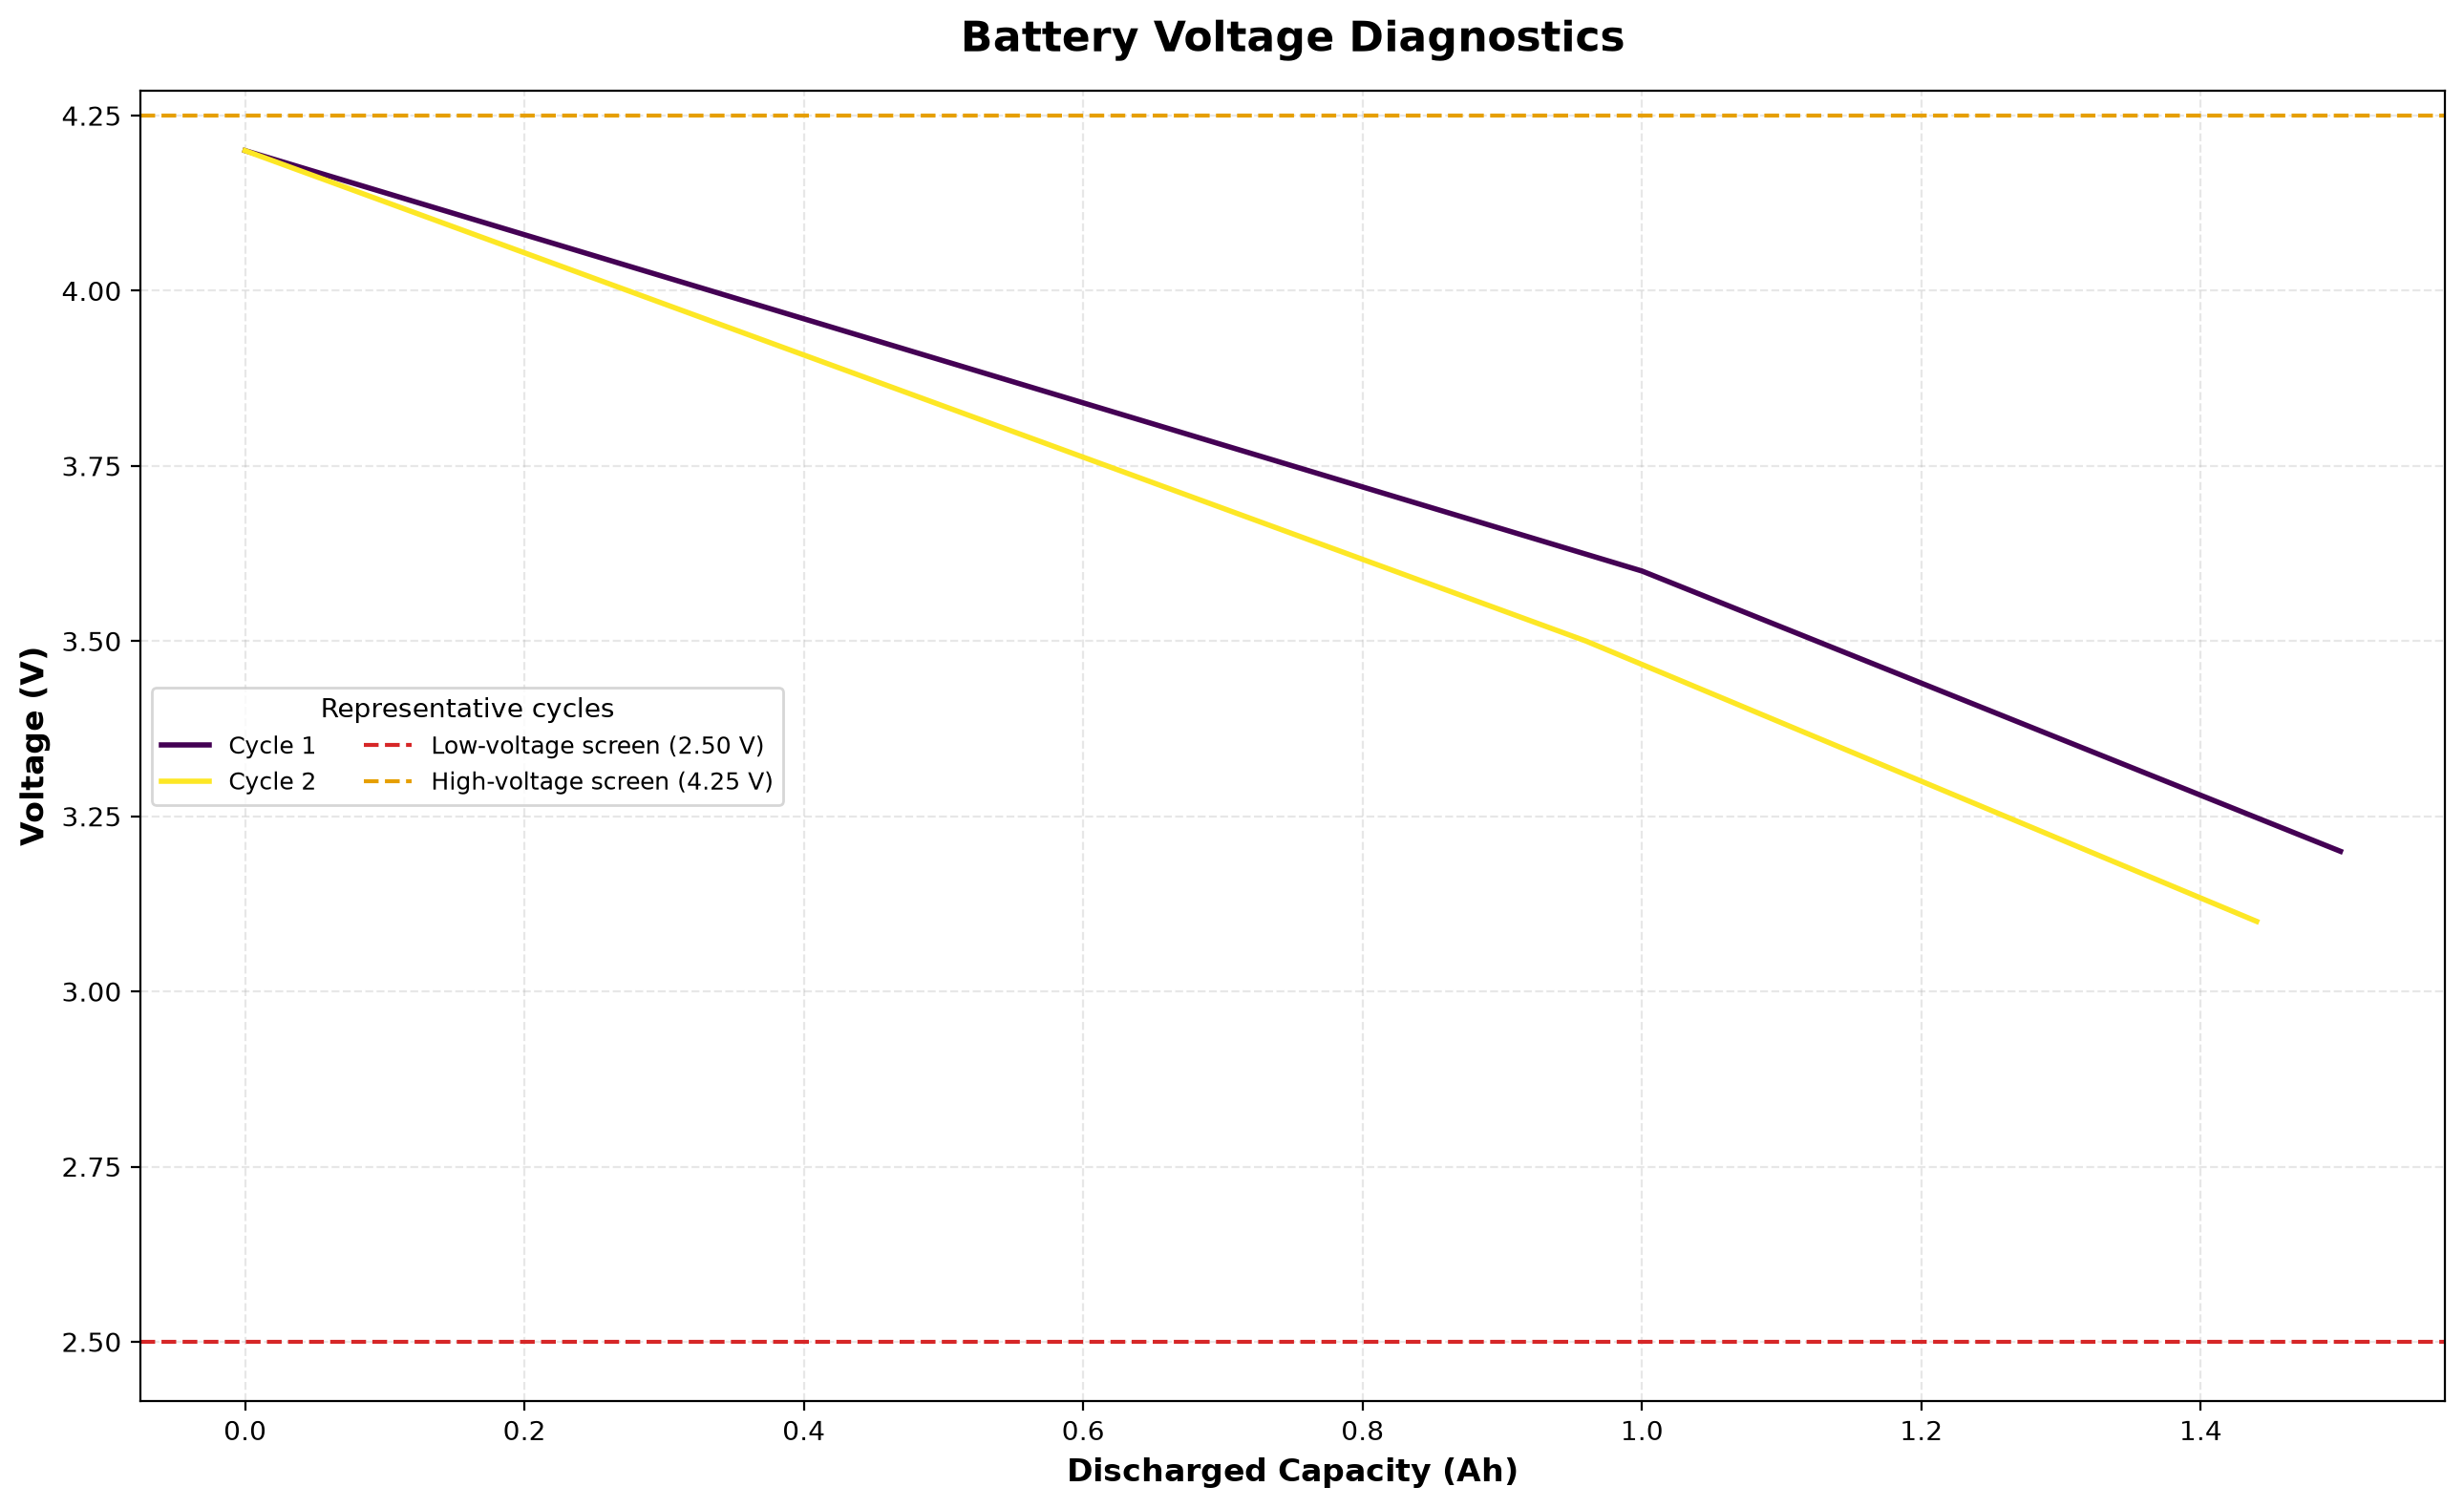 Battery Voltage Diagnostics
Voltage (V)
4.25
4.00
3.75
3.50
3.25
3.00
2.75
2.50
Representative cycles
Cycle 1
Cycle 2
Low-voltage screen (2.50 V)
High-voltage screen (4.25 V)
0.0 0.2 0.4 0.6 0.8 1.0 1.2 1.4
Discharged Capacity (Ah)